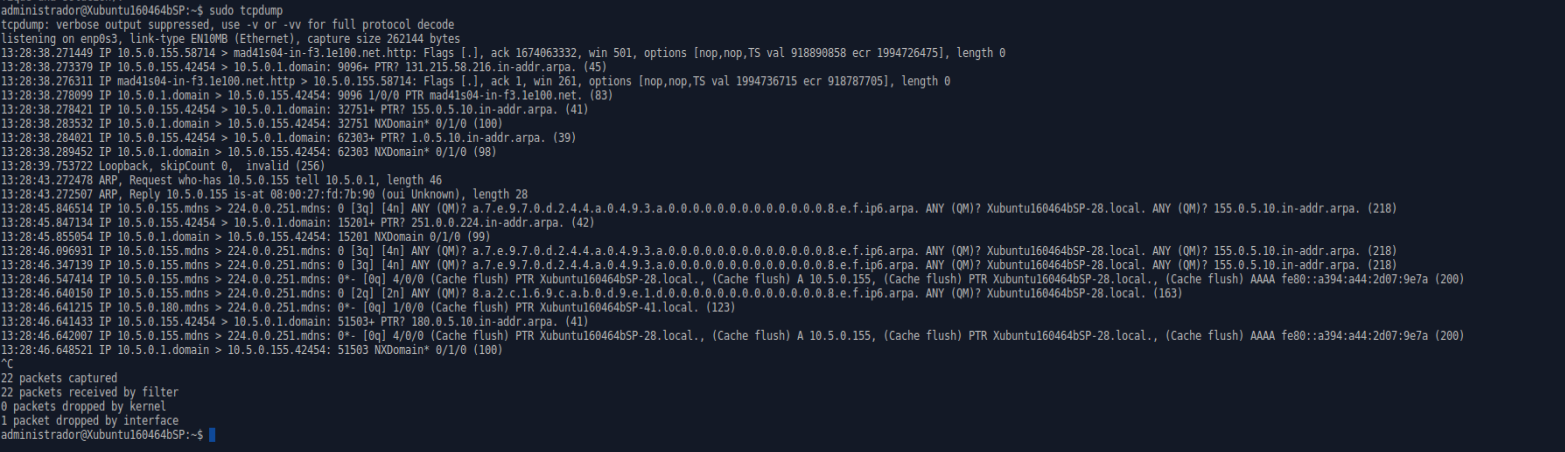 administrador@Xubuntu160464bSP:~$ sudo tcpdump
tcpdump: verbose output suppressed, use -v or -vv for full protocol decode
listening on enp0s3, link-type EN10MB (Ethernet), capture size 262144 bytes
13:28:38.271449 IP 10.5.0.155.58714 > mad41s04-in-f3.1e100.net.http: Flags [.], ack 1674063332, win 501, options [nop,nop,TS val 918890858 ecr 1994726475], length 0
13:28:38.273379 IP 10.5.0.155.42454 > 10.5.0.1.domain: 9096+ PTR? 131.215.58.216.in-addr.arpa. (45)
13:28:38.276311 IP mad41s04-in-f3.1e100.net.http > 10.5.0.155.58714: Flags [.], ack 1, win 261, options [nop,nop,TS val 1994736715 ecr 918787705], length 0
13:28:38.278099 IP 10.5.0.1.domain > 10.5.0.155.42454: 9096 1/0/0 PTR mad41s04-in-f3.1e100.net. (83)
13:28:38.278421 IP 10.5.0.155.42454 > 10.5.0.1.domain: 32751+ PTR? 155.0.5.10.in-addr.arpa. (41)
13:28:38.283532 IP 10.5.0.1.domain > 10.5.0.155.42454: 32751 NXDomain* 0/1/0 (100)
13:28:38.284021 IP 10.5.0.155.42454 > 10.5.0.1.domain: 62303+ PTR? 1.0.5.10.in-addr.arpa. (39)
13:28:38.289452 IP 10.5.0.1.domain > 10.5.0.155.42454: 62303 NXDomain* 0/1/0 (98)
13:28:39.753722 Loopback, skipCount 0,  invalid (256)
13:28:43.272478 ARP, Request who-has 10.5.0.155 tell 10.5.0.1, length 46
13:28:43.272507 ARP, Reply 10.5.0.155 is-at 08:00:27:fd:7b:90 (oui Unknown), length 28
13:28:45.846514 IP 10.5.0.155.mdns > 224.0.0.251.mdns: 0 [3q] [4n] ANY (QM)? a.7.e.9.7.0.d.2.4.4.a.0.4.9.3.a.0.0.0.0.0.0.0.0.0.0.0.0.0.8.e.f.ip6.arpa. ANY (QM)? Xubuntu160464bSP-28.local. ANY (QM)? 155.0.5.10.in-addr.arpa. (218)
13:28:45.847134 IP 10.5.0.155.42454 > 10.5.0.1.domain: 15201+ PTR? 251.0.0.224.in-addr.arpa. (42)
13:28:45.855054 IP 10.5.0.1.domain > 10.5.0.155.42454: 15201 NXDomain 0/1/0 (99)
13:28:46.096931 IP 10.5.0.155.mdns > 224.0.0.251.mdns: 0 [3q] [4n] ANY (QM)? a.7.e.9.7.0.d.2.4.4.a.0.4.9.3.a.0.0.0.0.0.0.0.0.0.0.0.0.0.8.e.f.ip6.arpa. ANY (QM)? Xubuntu160464bSP-28.local. ANY (QM)? 155.0.5.10.in-addr.arpa. (218)
13:28:46.347139 IP 10.5.0.155.mdns > 224.0.0.251.mdns: 0 [3q] [4n] ANY (QM)? a.7.e.9.7.0.d.2.4.4.a.0.4.9.3.a.0.0.0.0.0.0.0.0.0.0.0.0.0.8.e.f.ip6.arpa. ANY (QM)? Xubuntu160464bSP-28.local. ANY (QM)? 155.0.5.10.in-addr.arpa. (218)
13:28:46.547414 IP 10.5.0.155.mdns > 224.0.0.251.mdns: 0*- [0q] 4/0/0 (Cache flush) PTR Xubuntu160464bSP-28.local., (Cache flush) A 10.5.0.155, (Cache flush) PTR Xubuntu160464bSP-28.local., (Cache flush) AAAA fe80::a394:a44:2d07:9e7a (200)
13:28:46.640150 IP 10.5.0.155.mdns > 224.0.0.251.mdns: 0 [2q] [2n] ANY (QM)? 8.a.2.c.1.6.9.c.a.b.0.d.9.e.1.d.0.0.0.0.0.0.0.0.0.0.0.0.0.8.e.f.ip6.arpa. ANY (QM)? Xubuntu160464bSP-28.local. (163)
13:28:46.641215 IP 10.5.0.180.mdns > 224.0.0.251.mdns: 0*- [0q] 1/0/0 (Cache flush) PTR Xubuntu160464bSP-41.local. (123)
13:28:46.641433 IP 10.5.0.155.42454 > 10.5.0.1.domain: 51503+ PTR? 180.0.5.10.in-addr.arpa. (41)
13:28:46.642007 IP 10.5.0.155.mdns > 224.0.0.251.mdns: 0*- [0q] 4/0/0 (Cache flush) PTR Xubuntu160464bSP-28.local., (Cache flush) A 10.5.0.155, (Cache flush) PTR Xubuntu160464bSP-28.local., (Cache flush) AAAA fe80::a394:a44:2d07:9e7a (200)
13:28:46.648521 IP 10.5.0.1.domain > 10.5.0.155.42454: 51503 NXDomain* 0/1/0 (100)
^C
22 packets captured
22 packets received by filter
0 packets dropped by kernel
1 packet dropped by interface
administrador@Xubuntu160464bSP:~$